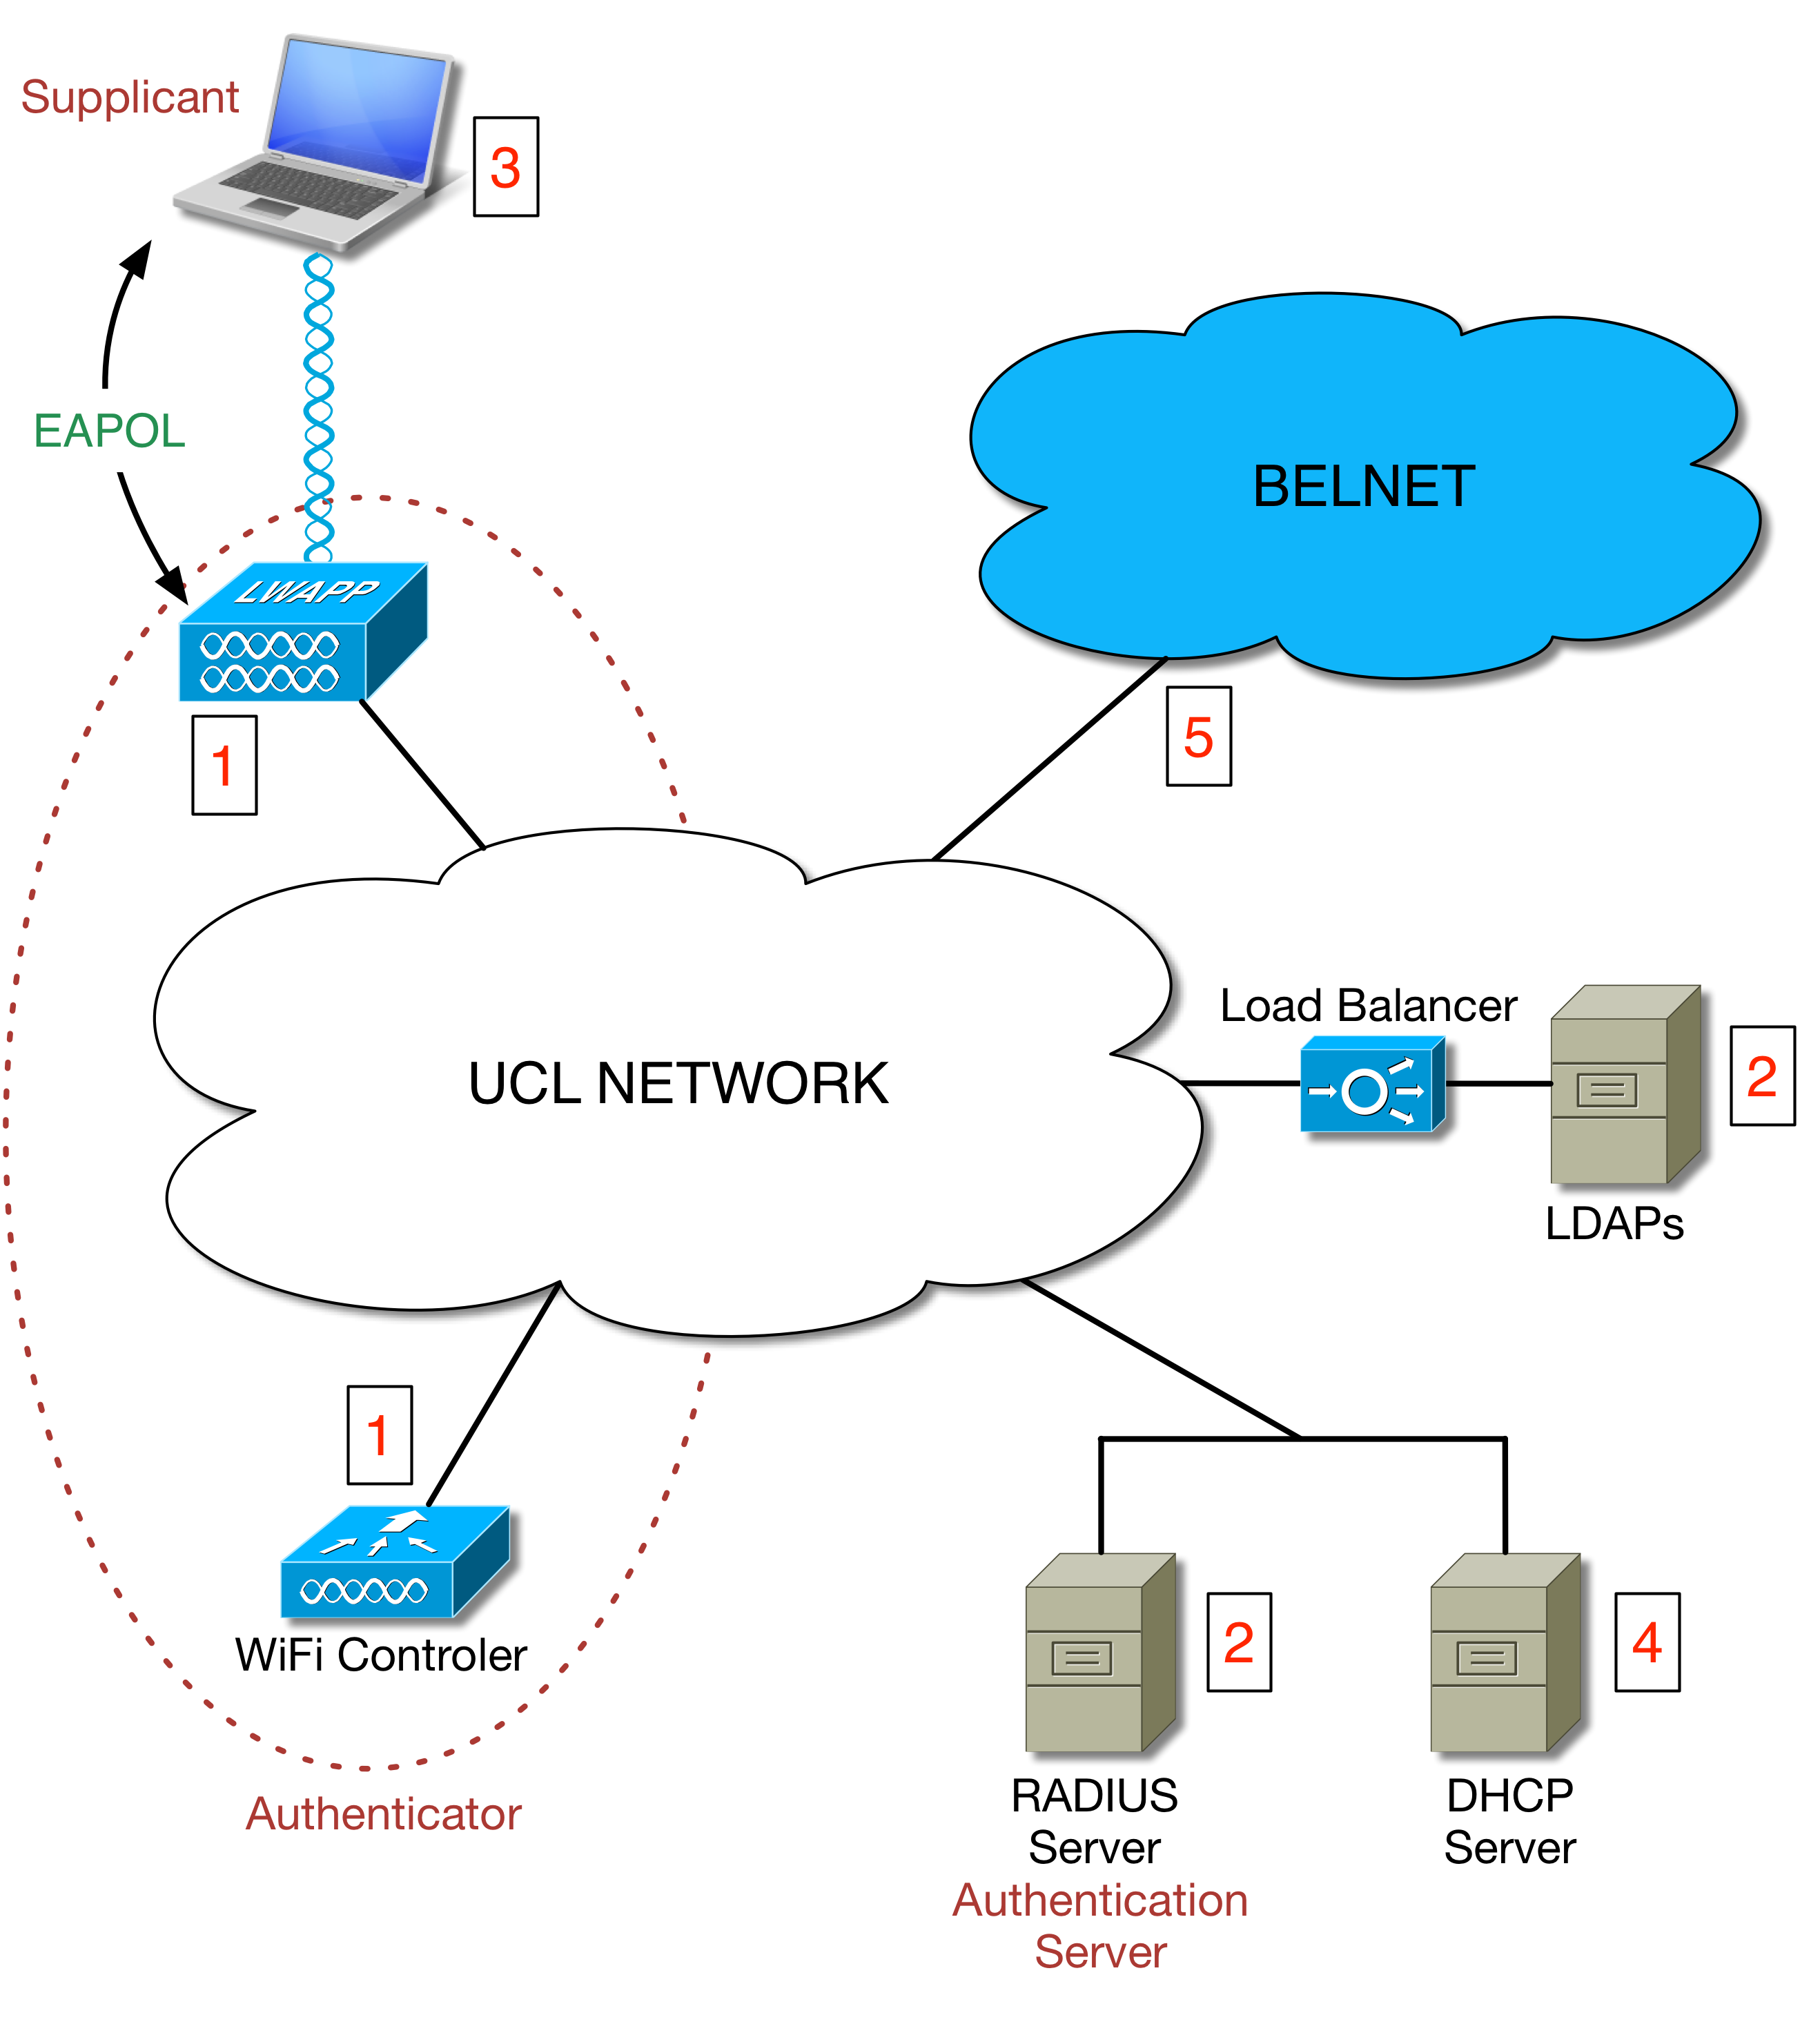 Supplicant
3
EAPOL
BELNET
LWAPP
5
1
Load Balancer
UCL NETWORK
2
LDAPs
1
WiFi Controler
2
4
Authenticator
RADIUS
Server
Authentication
Server
DHCP
Server